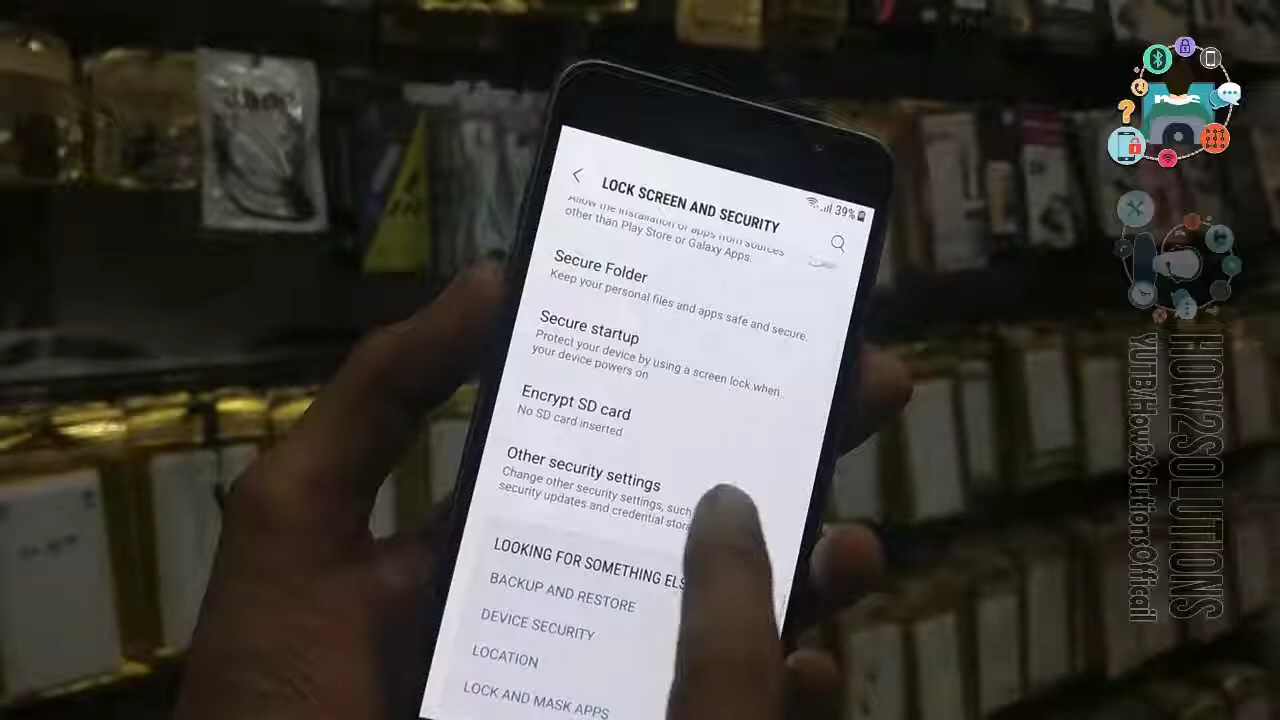 39%
LOCK SCREEN AND SECURITY
Allow the installation of apps from sources
other than Play Store or Galaxy Apps.
Secure Folder
Keep your personal files and apps safe and secure.
Secure startup
Protect your device by using a screen lock when
your device powers on
Encrypt SD card
No SD card inserted
Other security settings
Change other security settings, such
security updates and credential
LOOKING FOR SOMETHING
BACKUP AND RESTORE
DEVICE SECURITY
LOCATION
LOCK AND MASK APPS
HOW2SOLUTIONS
YUTB/How2SolutionsOfficail